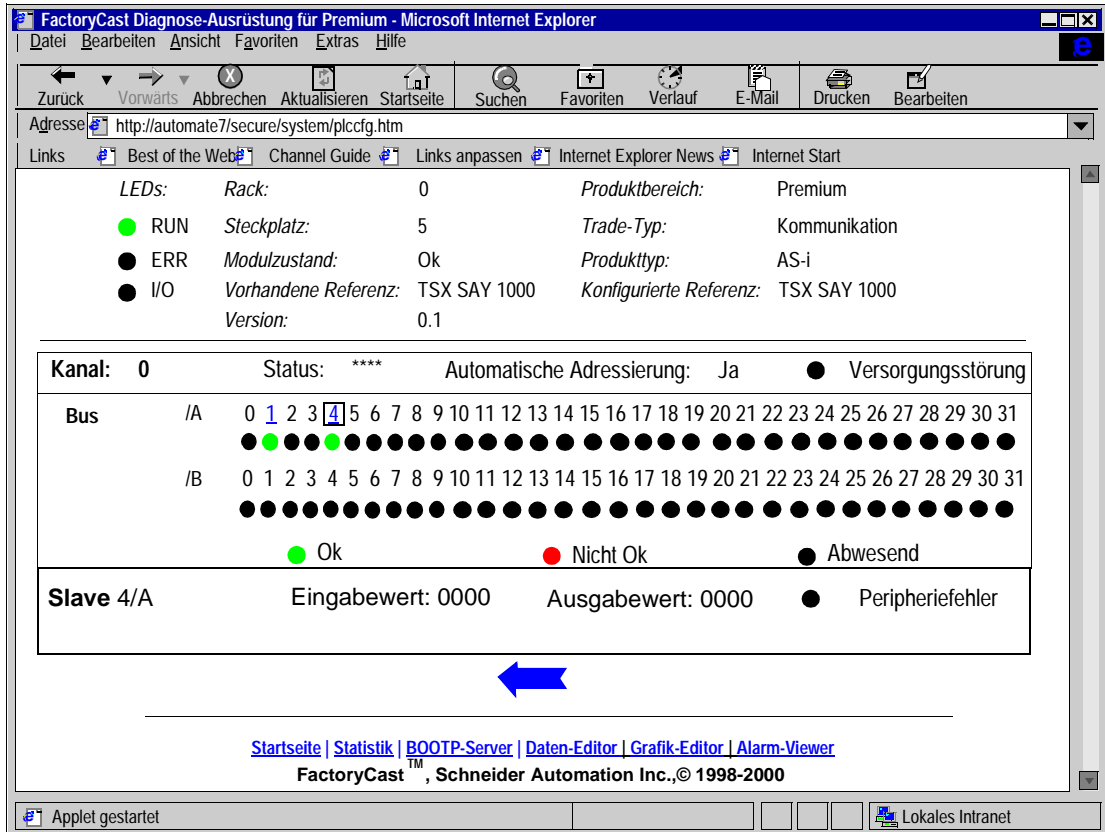 FactoryCast Diagnose-Ausrüstung für Premium - Microsoft Internet Explorer
Datei Bearbeiten Ansicht Favoriten Extras Hilfe
Zurück Vorwärts Abbrechen Aktualisieren Startseite Suchen Favoriten Verlauf E-Mail Drucken Bearbeiten
Adresse http://automate7/secure/system/plccfg.htm
Links Best of the Web Channel Guide Links anpassen Internet Explorer News Internet Start
LEDs: Rack: 0 Produktbereich: Premium
RUN Steckplatz: 5 Trade-Typ: Kommunikation
ERR Modulzustand: Ok Produkttyp: AS-i
I/O Vorhandene Referenz: TSX SAY 1000 Konfigurierte Referenz: TSX SAY 1000
Version: 0.1
Kanal: 0 Status: **** Automatische Adressierung: Ja Versorgungsstörung
Bus /A 0 1 2 3 4 5 6 7 8 9 10 11 12 13 14 15 16 17 18 19 20 21 22 23 24 25 26 27 28 29 30 31
/B 0 1 2 3 4 5 6 7 8 9 10 11 12 13 14 15 16 17 18 19 20 21 22 23 24 25 26 27 28 29 30 31
Ok Nicht Ok Abwesend
Slave 4/A Eingabewert: 0000 Ausgabewert: 0000 Peripheriefehler
Startseite | Statistik | BOOTP-Server | Daten-Editor | Grafik-Editor | Alarm-Viewer
FactoryCast TM, Schneider Automation Inc.,© 1998-2000
Applet gestartet Lokales Intranet